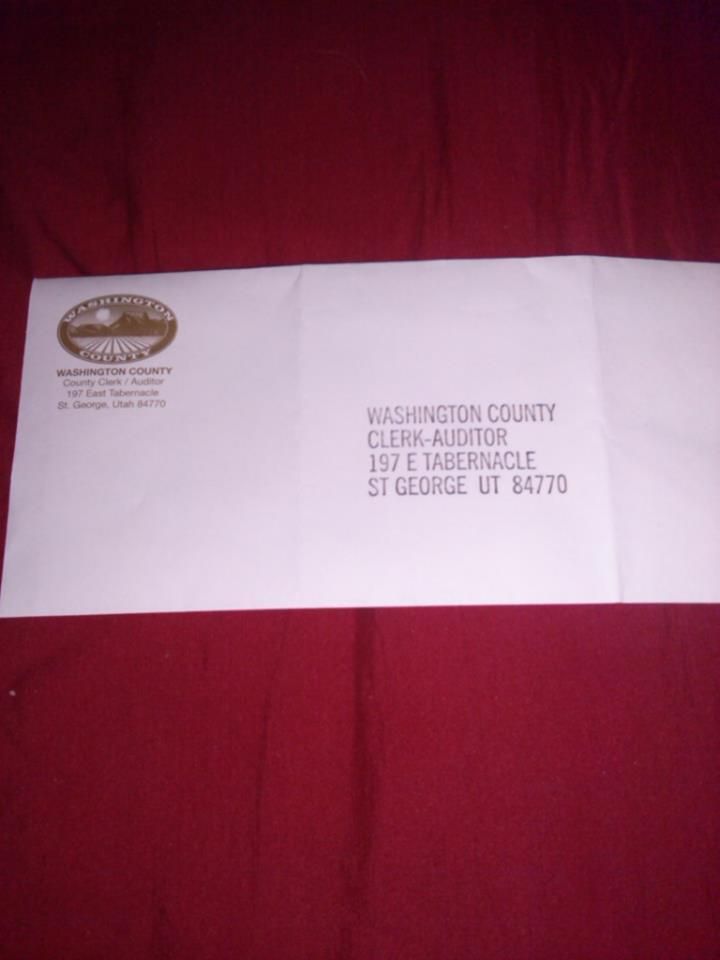 WASHINGTON
COUNTY
WASHINGTON COUNTY
County Clerk / Auditor
197 East Tabernacle
St. George, Utah 84770
WASHINGTON COUNTY
CLERK-AUDITOR
197 E TABERNACLE
ST GEORGE UT 84770